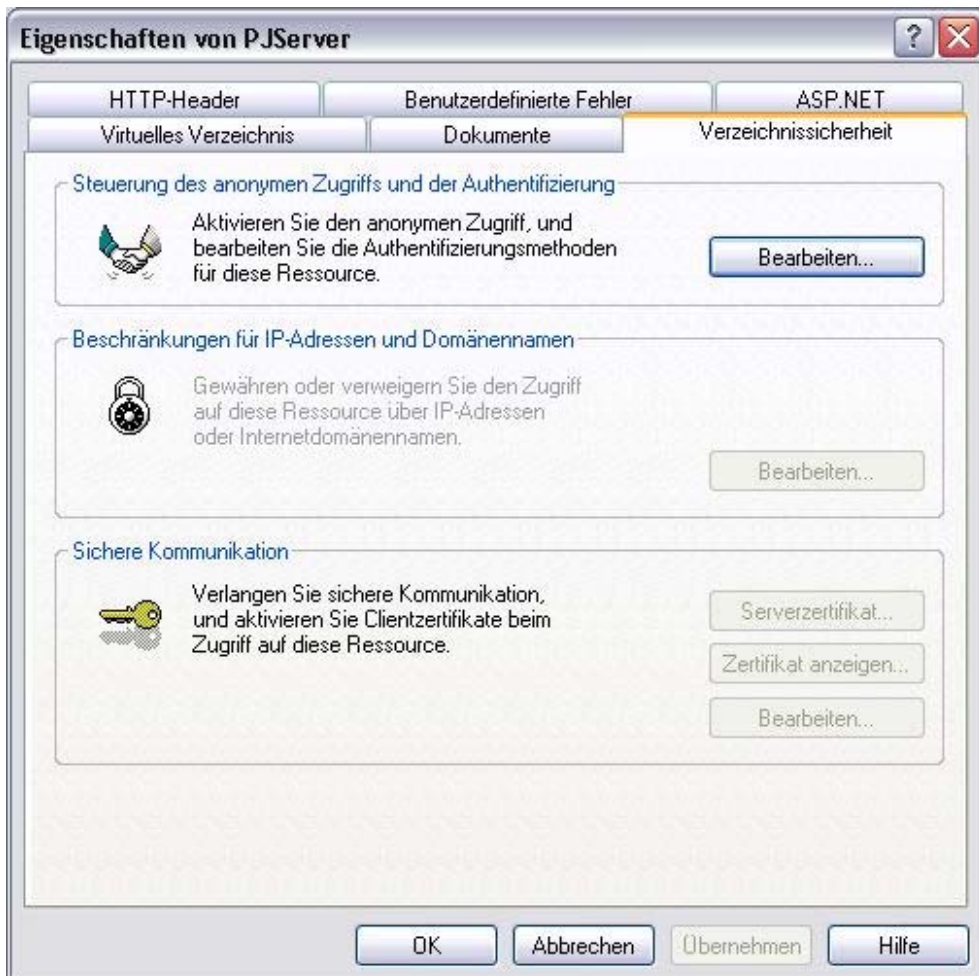 Eigenschaften von PJServer
HTTP-Header
Benutzerdefinierte Fehler
ASP.NET
Virtuelles Verzeichnis
Dokumente
Verzeichnissicherheit
Steuerung des anonymen Zugriffs und der Authentifizierung
Aktivieren Sie den anonymen Zugriff, und
bearbeiten Sie die Authentifizierungsmethoden
für diese Ressource.
Bearbeiten...
Beschränkungen für IP-Adressen und Domänennamen
Gewähren oder verweigern Sie den Zugriff
auf diese Ressource über IP-Adressen
oder Internetdomänennamen.
Bearbeiten...
Sichere Kommunikation
Verlangen Sie sichere Kommunikation,
und aktivieren Sie Clientzertifikate beim
Zugriff auf diese Ressource.
Serverzertifikat...
Zertifikat anzeigen...
Bearbeiten...
OK
Abbrechen
Übernehmen
Hilfe